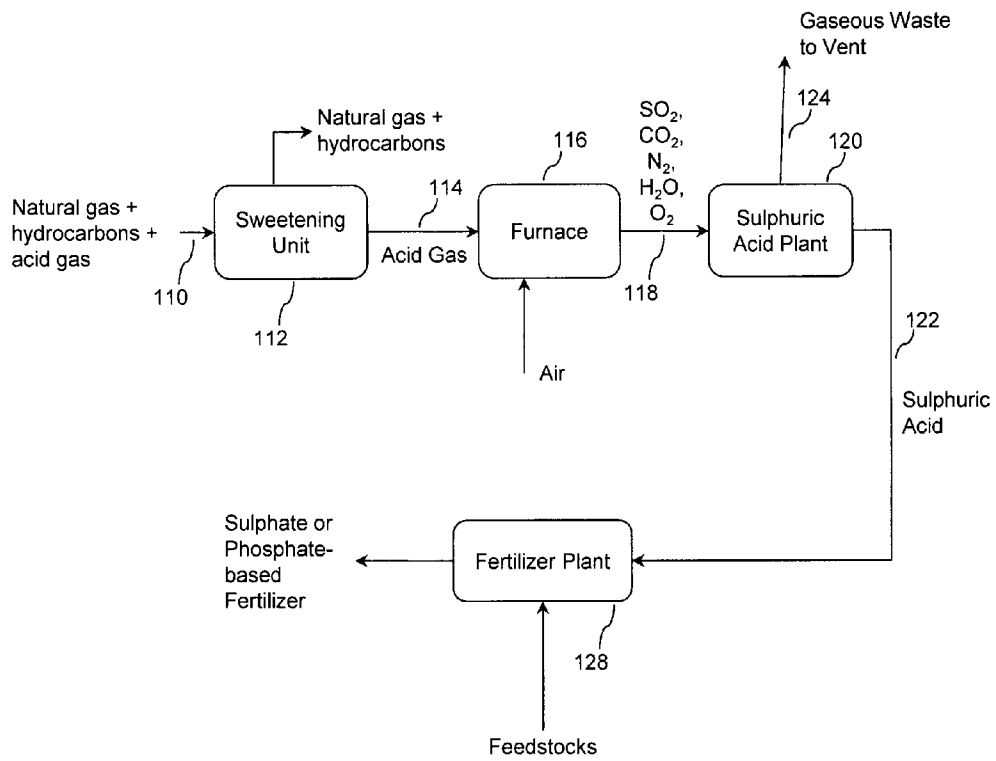 Gaseous Waste
to Vent
124
SO₂,
CO₂,
N₂,
H₂O,
O₂
120
Natural gas +
hydrocarbons
116
114
Natural gas +
hydrocarbons +
acid gas
Sweetening
Unit
Acid Gas
Furnace
Sulphuric
Acid Plant
110
112
118
122
Air
Sulphuric
Acid
Sulphate or
Phosphate-
based
Fertilizer
Fertilizer Plant
128
Feedstocks